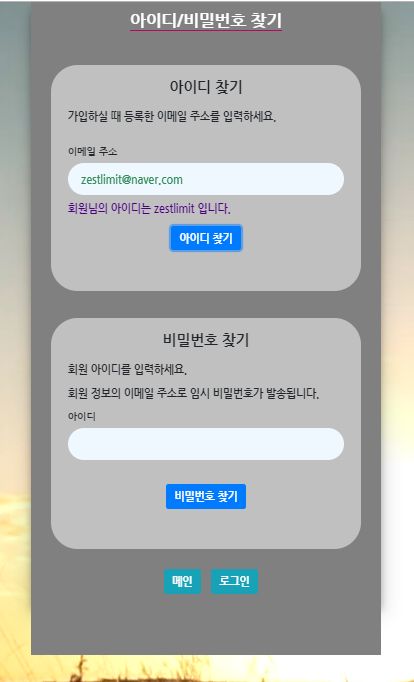 아이디/비밀번호 찾기
아이디 찾기
가입하실 때 등록한 이메일 주소를 입력하세요.
이메일 주소
zestlimit@naver.com
회원님의 아이디는 zestlimit 입니다.
아이디 찾기
비밀번호 찾기
회원 아이디를 입력하세요.
회원 정보의 이메일 주소로 임시 비밀번호가 발송됩니다.
아이디
비밀번호 찾기
메인 로그인